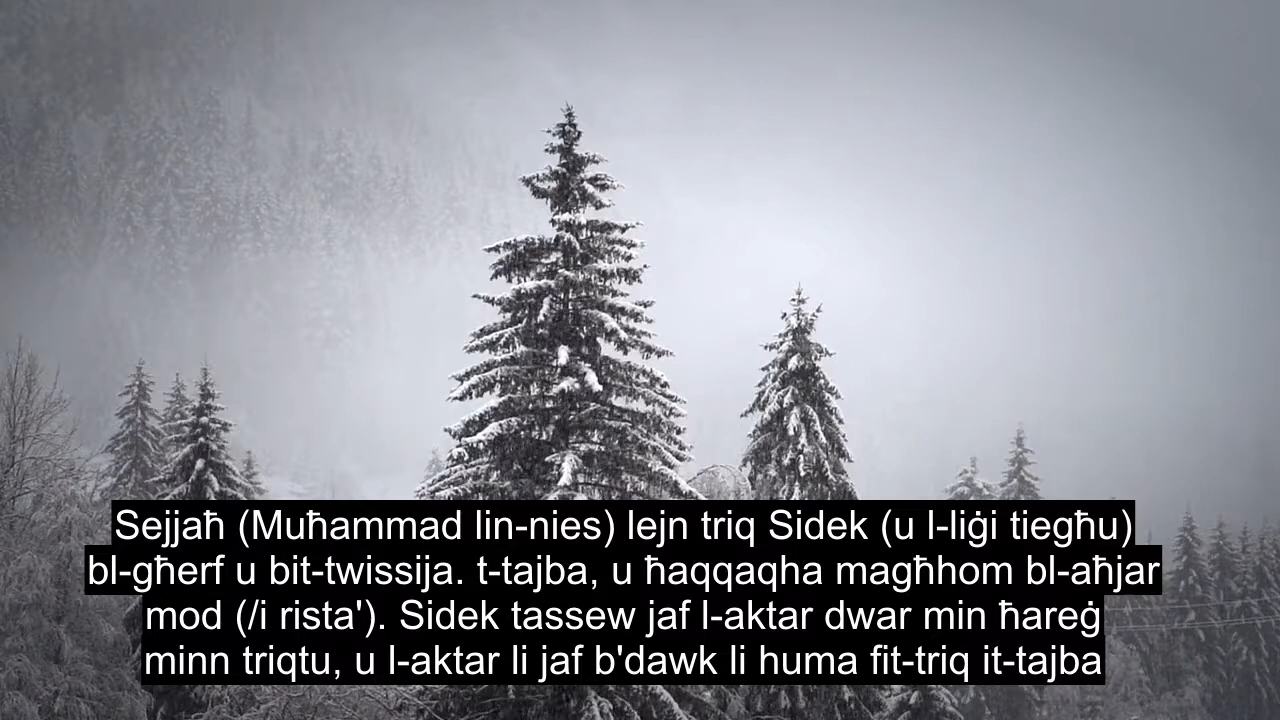 Sejjaħ (Muħammad lin-nies) lejn triq Sidek (u l-liġi tiegħu)
bl-għerf u bit-twissija. t-tajba, u ħaqqaqha magħhom bl-aħjar
mod (/i rista'). Sidek tassew jaf l-aktar dwar min ħareġ
minn triqtu, u l-aktar li jaf b'dawk li huma fit-triq it-tajba